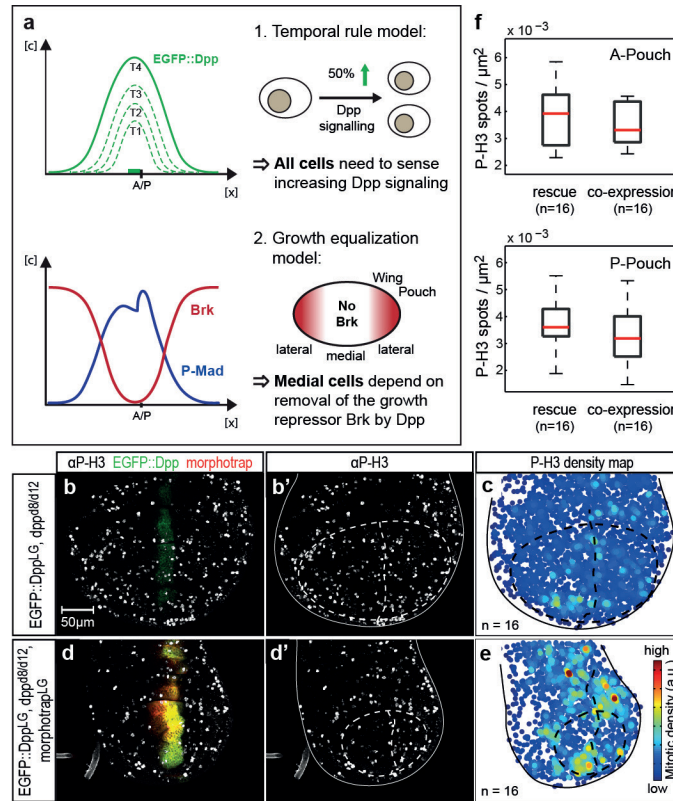 a
[c]
EGFP::Dpp
T4
T3
T2
T1
A/P
[x]
1. Temporal rule model:
50%
Dpp
signalling
⇒ All cells need to sense
increasing Dpp signaling
[c]
Brk
P-Mad
A/P
[x]
2. Growth equalization
model:
Wing
Pouch
No
Brk
lateral
medial
lateral
⇒ Medial cells depend on
removal of the growth
repressor Brk by Dpp
f
x 10⁻³
A-Pouch
P-H3 spots / µm²
6
5
4
3
2
rescue
(n=16)
co-expression
(n=16)
x 10⁻³
P-Pouch
P-H3 spots / µm²
6
5
4
3
2
rescue
(n=16)
co-expression
(n=16)
αP-H3 EGFP::Dpp morphotrap
αP-H3
P-H3 density map
EGFP::DppLG, dppd8/d12
b
50µm
b'
c
n = 16
EGFP::DppLG, dppd8/d12,
morphotrapLG
d
d'
e
n = 16
high
Mitotic density (a.u.)
low